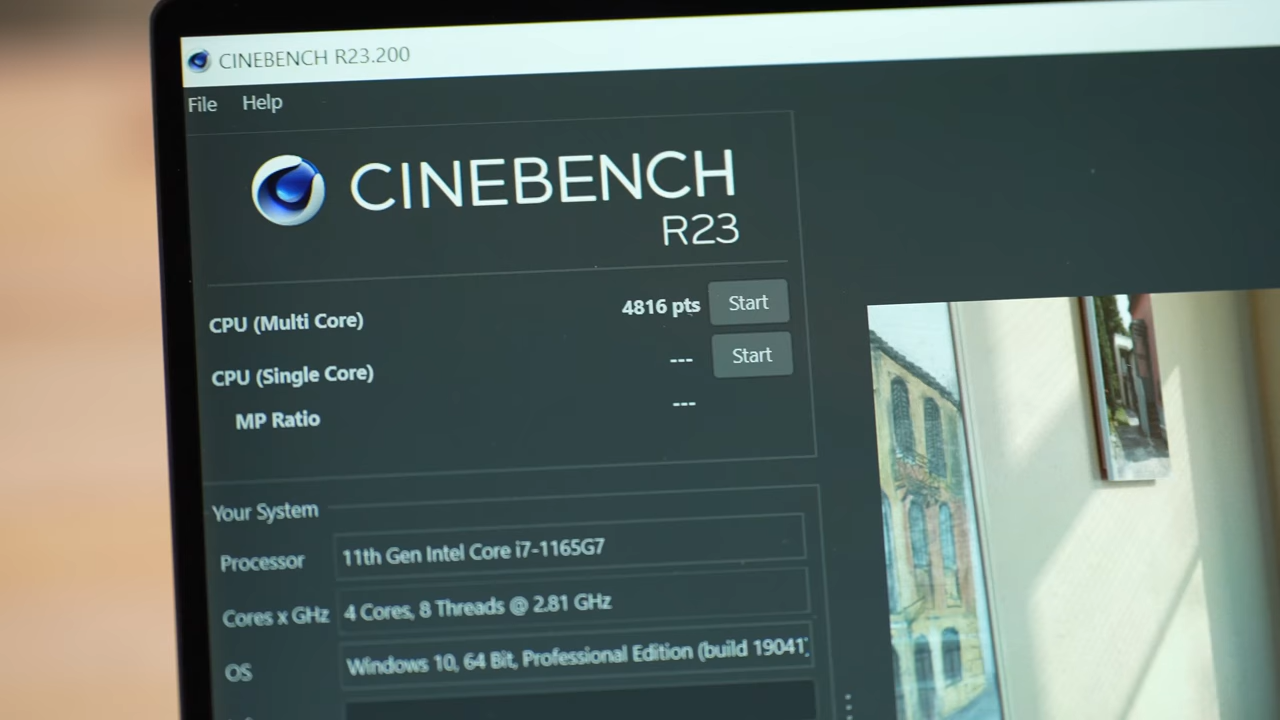 CINEBENCH R23.200
File Help
CINEBENCH
R23
CPU (Multi Core) 4816 pts Start
CPU (Single Core) --- Start
MP Ratio ---
Your System
Processor 11th Gen Intel Core i7-1165G7
Cores x GHz 4 Cores, 8 Threads @ 2.81 GHz
OS Windows 10, 64 Bit, Professional Edition (build 19041)